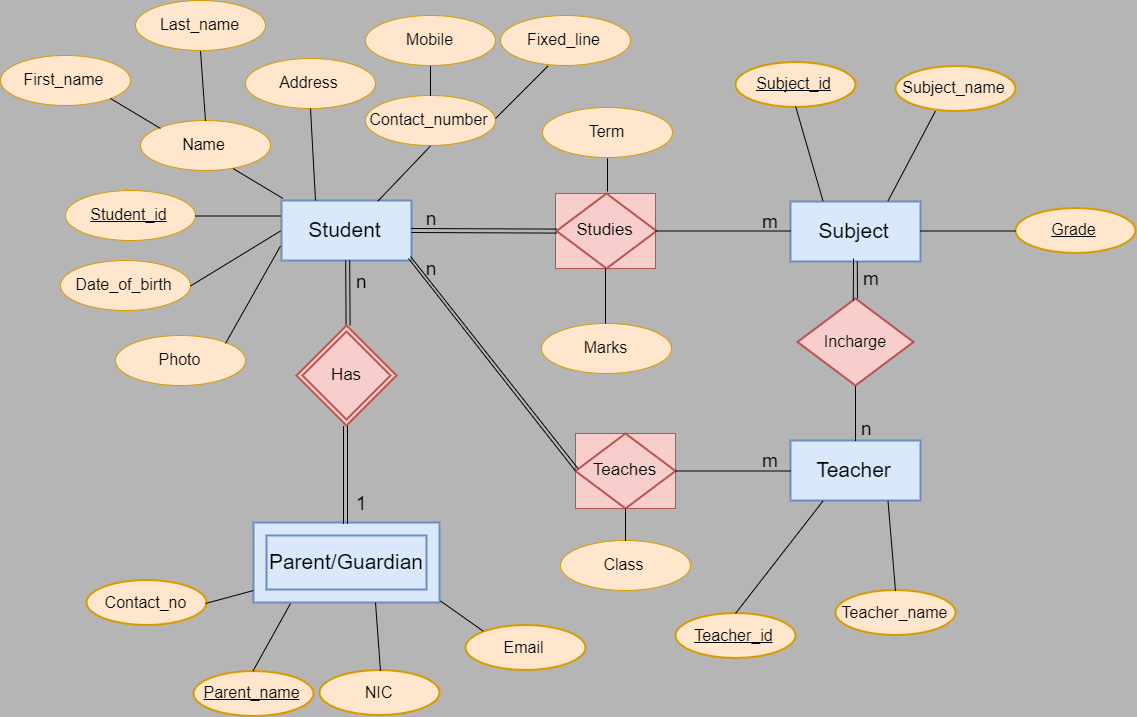 Last_name
Mobile
Fixed_line
First_name
Address
Subject_id
Subject_name
Contact_number
Term
Name
Student_id
n
m
Student
Studies
Subject
Grade
n
Date_of_birth
n
m
Photo
Marks
Incharge
Has
n
m
Teaches
Teacher
1
Parent/Guardian
Class
Contact_no
Teacher_name
Teacher_id
Email
Parent_name
NIC